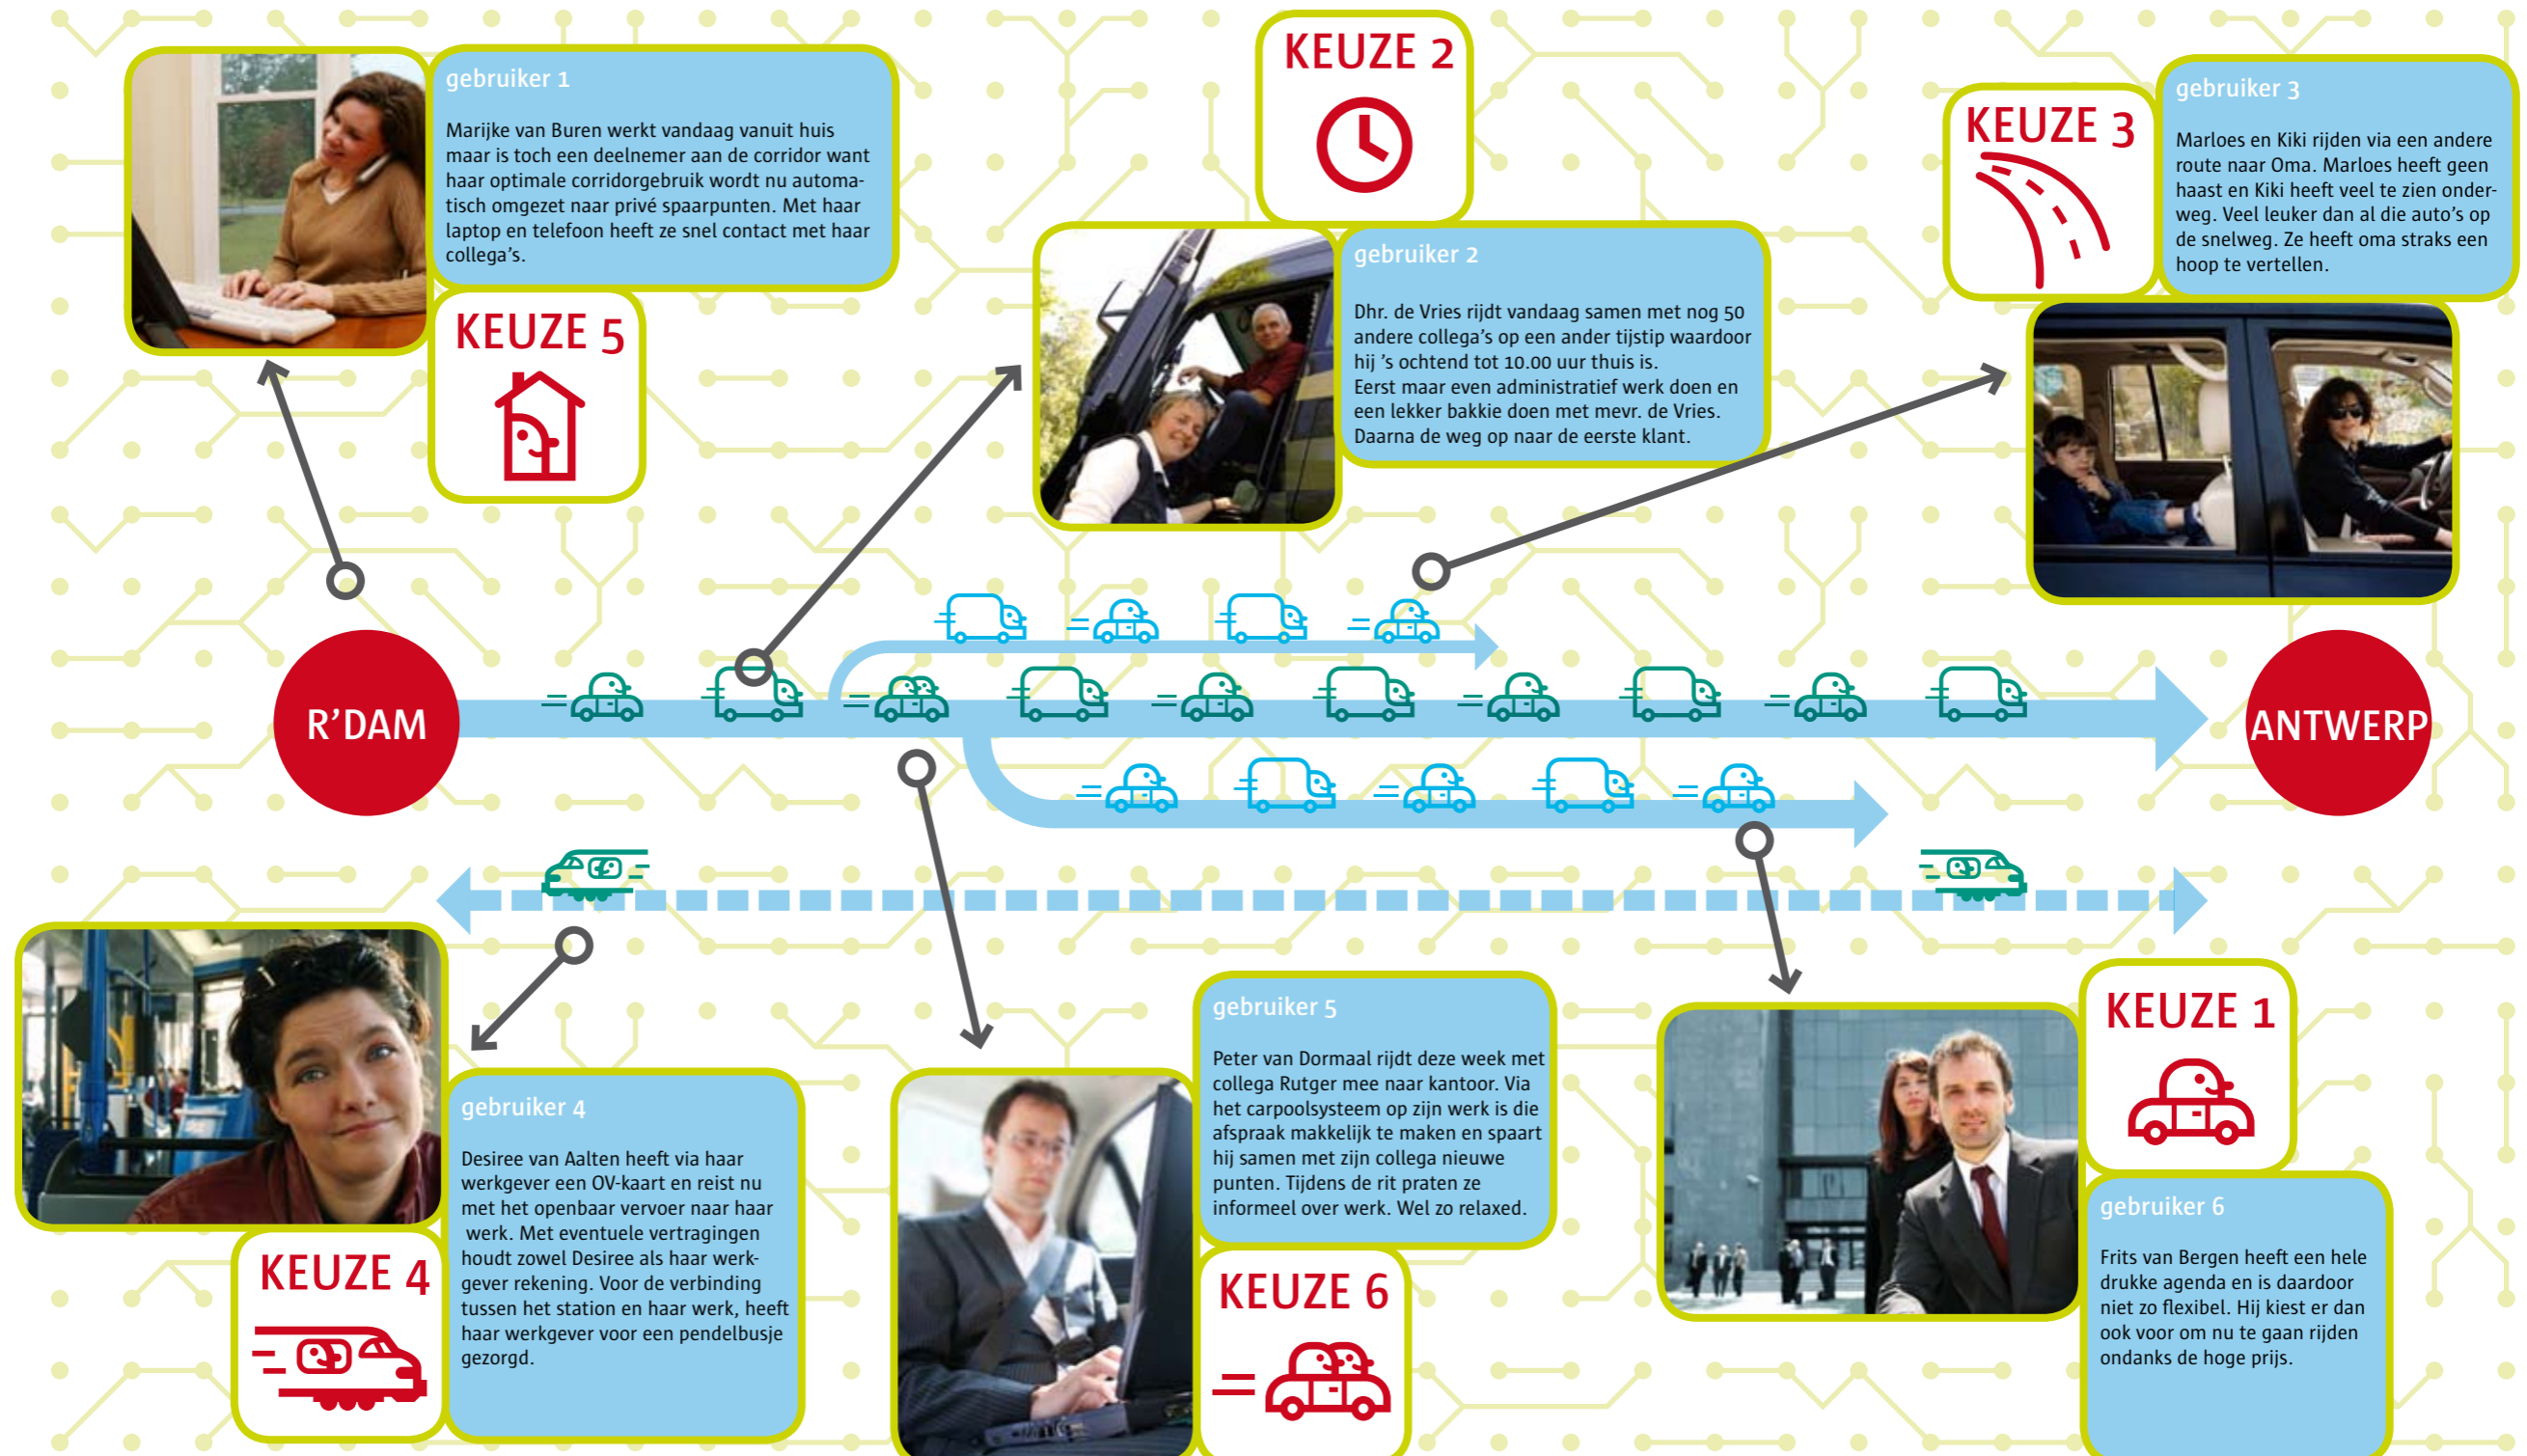 gebruiker 1
Marijke van Buren werkt vandaag vanuit huis
maar is toch een deelnemer aan de corridor want
haar optimale corridorgebruik wordt nu automa-
tisch omgezet naar privé spaarpunten. Met haar
laptop en telefoon heeft ze snel contact met haar
collega's.
KEUZE 5
KEUZE 2
gebruiker 2
Dhr. de Vries rijdt vandaag samen met nog 50
andere collega's op een ander tijstip waardoor
hij 's ochtend tot 10.00 uur thuis is.
Eerst maar even administratief werk doen en
een lekker bakkie doen met mevr. de Vries.
Daarna de weg op naar de eerste klant.
KEUZE 3
gebruiker 3
Marloes en Kiki rijden via een andere
route naar Oma. Marloes heeft geen
haast en Kiki heeft veel te zien onder-
weg. Veel leuker dan al die auto's op
de snelweg. Ze heeft oma straks een
hoop te vertellen.
R'DAM
ANTWERP
gebruiker 4
Desiree van Aalten heeft via haar
werkgever een OV-kaart en reist nu
met het openbaar vervoer naar haar
werk. Met eventuele vertragingen
houdt zowel Desiree als haar werk-
gever rekening. Voor de verbinding
tussen het station en haar werk, heeft
haar werkgever voor een pendelbusje
gezorgd.
KEUZE 4
gebruiker 5
Peter van Dormaal rijdt deze week met
collega Rutger mee naar kantoor. Via
het carpoolsysteem op zijn werk is die
afspraak makkelijk te maken en spaart
hij samen met zijn collega nieuwe
punten. Tijdens de rit praten ze
informeel over werk. Wel zo relaxed.
KEUZE 6
KEUZE 1
gebruiker 6
Frits van Bergen heeft een hele
drukke agenda en is daardoor
niet zo flexibel. Hij kiest er dan
ook voor om nu te gaan rijden
ondanks de hoge prijs.